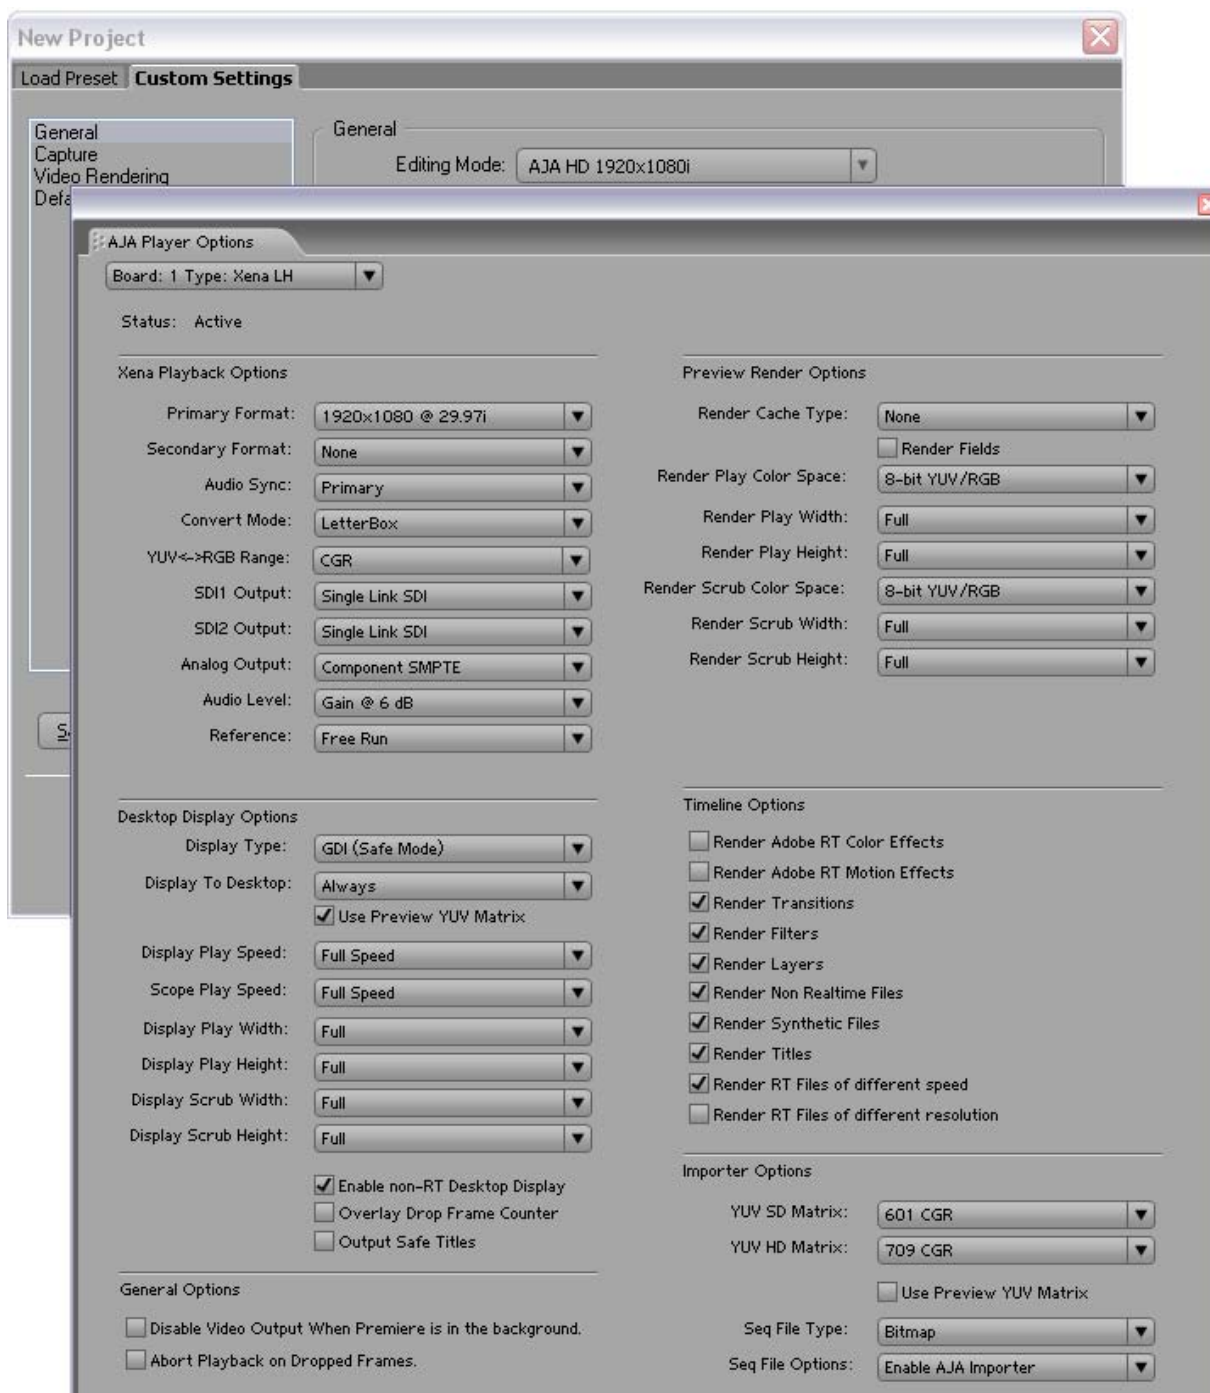 New Project
Load Preset Custom Settings
General
Capture
Video Rendering
General
Editing Mode: AJA HD 1920x1080i
AJA Player Options
Board: 1 Type: Xena LH
Status: Active
Xena Playback Options
Primary Format: 1920x1080 @ 29.97i
Secondary Format: None
Audio Sync: Primary
Convert Mode: LetterBox
YUV<->RGB Range: CGR
SDI1 Output: Single Link SDI
SDI2 Output: Single Link SDI
Analog Output: Component SMPTE
Audio Level: Gain @ 6 dB
Reference: Free Run
Desktop Display Options
Display Type: GDI (Safe Mode)
Display To Desktop: Always
Use Preview YUV Matrix
Display Play Speed: Full Speed
Scope Play Speed: Full Speed
Display Play Width: Full
Display Play Height: Full
Display Scrub Width: Full
Display Scrub Height: Full
Enable non-RT Desktop Display
Overlay Drop Frame Counter
Output Safe Titles
General Options
Disable Video Output When Premiere is in the background.
Abort Playback on Dropped Frames.
Preview Render Options
Render Cache Type: None
Render Fields
Render Play Color Space: 8-bit YUV/RGB
Render Play Width: Full
Render Play Height: Full
Render Scrub Color Space: 8-bit YUV/RGB
Render Scrub Width: Full
Render Scrub Height: Full
Timeline Options
Render Adobe RT Color Effects
Render Adobe RT Motion Effects
Render Transitions
Render Filters
Render Layers
Render Non Realtime Files
Render Synthetic Files
Render Titles
Render RT Files of different speed
Render RT Files of different resolution
Importer Options
YUV SD Matrix: 601 CGR
YUV HD Matrix: 709 CGR
Use Preview YUV Matrix
Seq File Type: Bitmap
Seq File Options: Enable AJA Importer